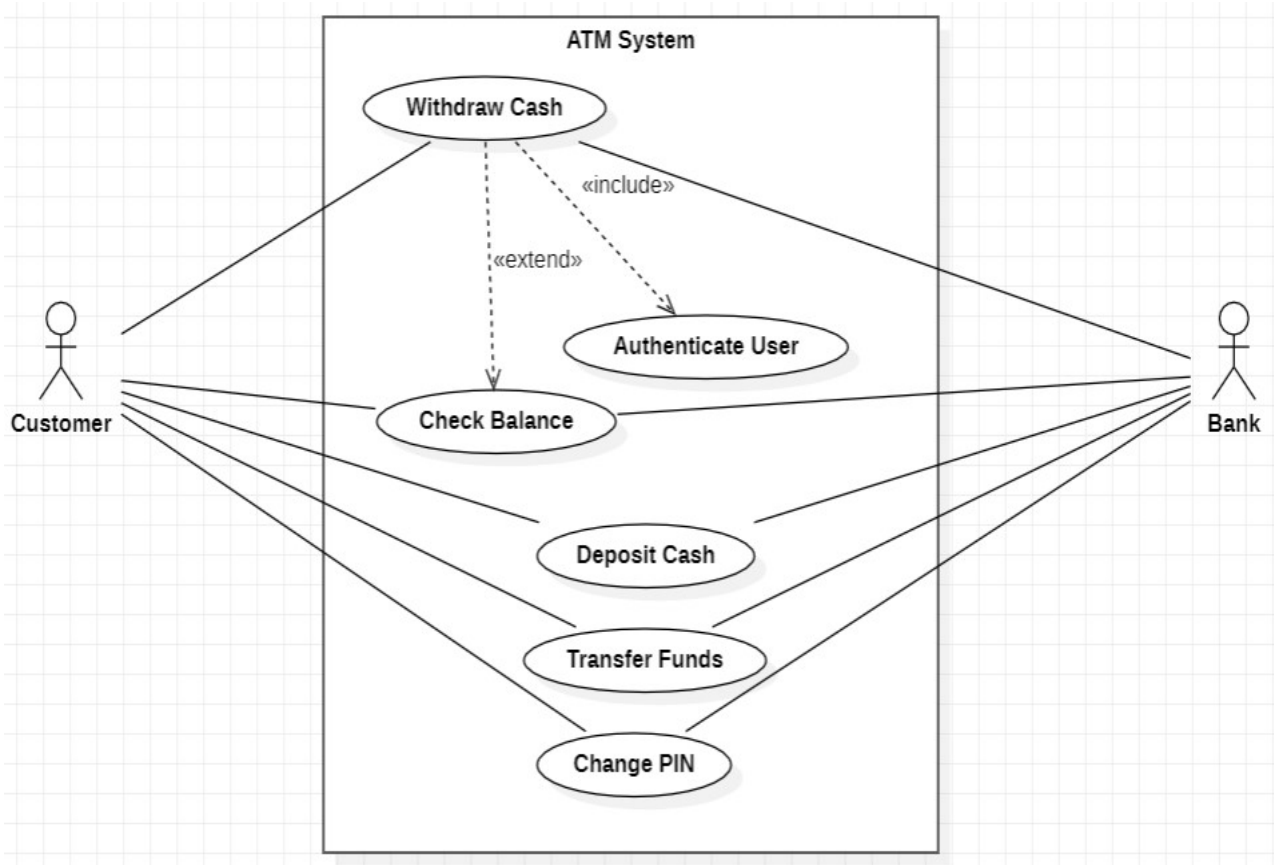 ATM System
Withdraw Cash
«include»
«extend»
Authenticate User
Check Balance
Customer
Bank
Deposit Cash
Transfer Funds
Change PIN